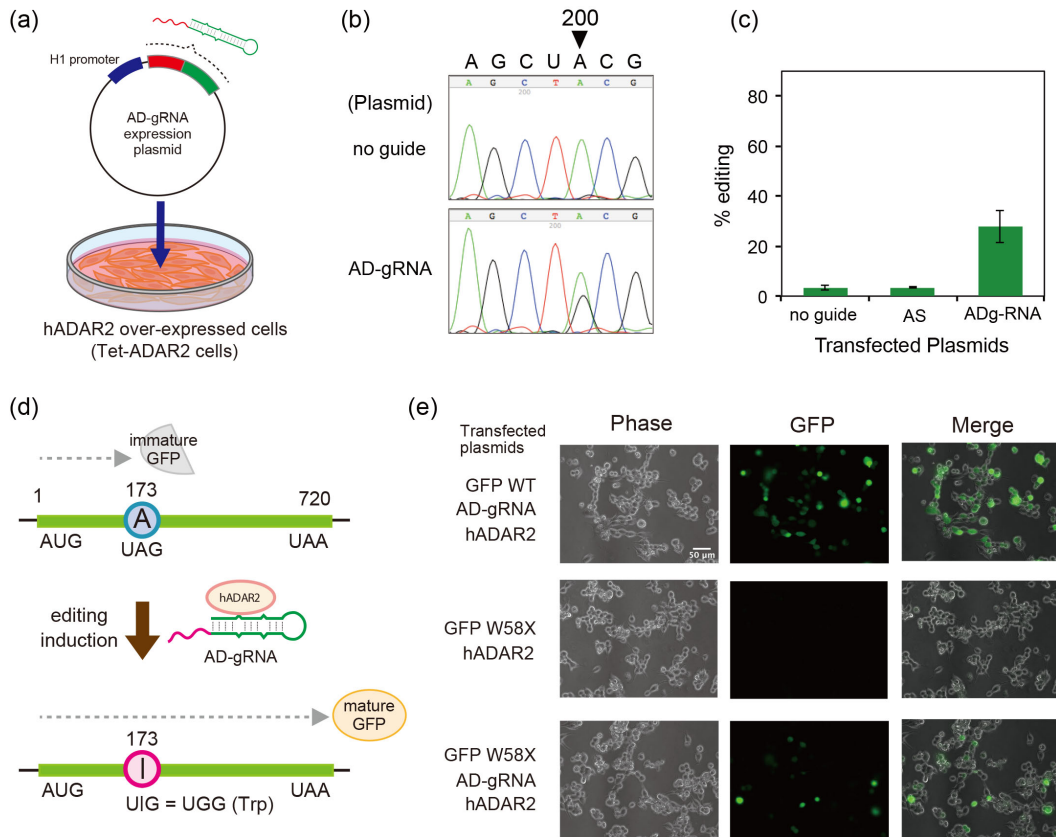 (a)
H1 promoter
AD-gRNA
expression
plasmid
hADAR2 over-expressed cells
(Tet-ADAR2 cells)
(b)
200
A G C U A C G
(Plasmid)
no guide
A G C T A C G
200
AD-gRNA
A G C T A C G
200
(c)
% editing
80
60
40
20
0
no guide
AS
ADg-RNA
Transfected Plasmids
(d)
immature
GFP
1
173
720
A
AUG
UAG
UAA
editing
induction
hADAR2
AD-gRNA
mature
GFP
173
I
AUG
UAA
UIG = UGG (Trp)
(e)
Transfected
plasmids
Phase
GFP
Merge
GFP WT
AD-gRNA
hADAR2
50 μm
GFP W58X
hADAR2
GFP W58X
AD-gRNA
hADAR2